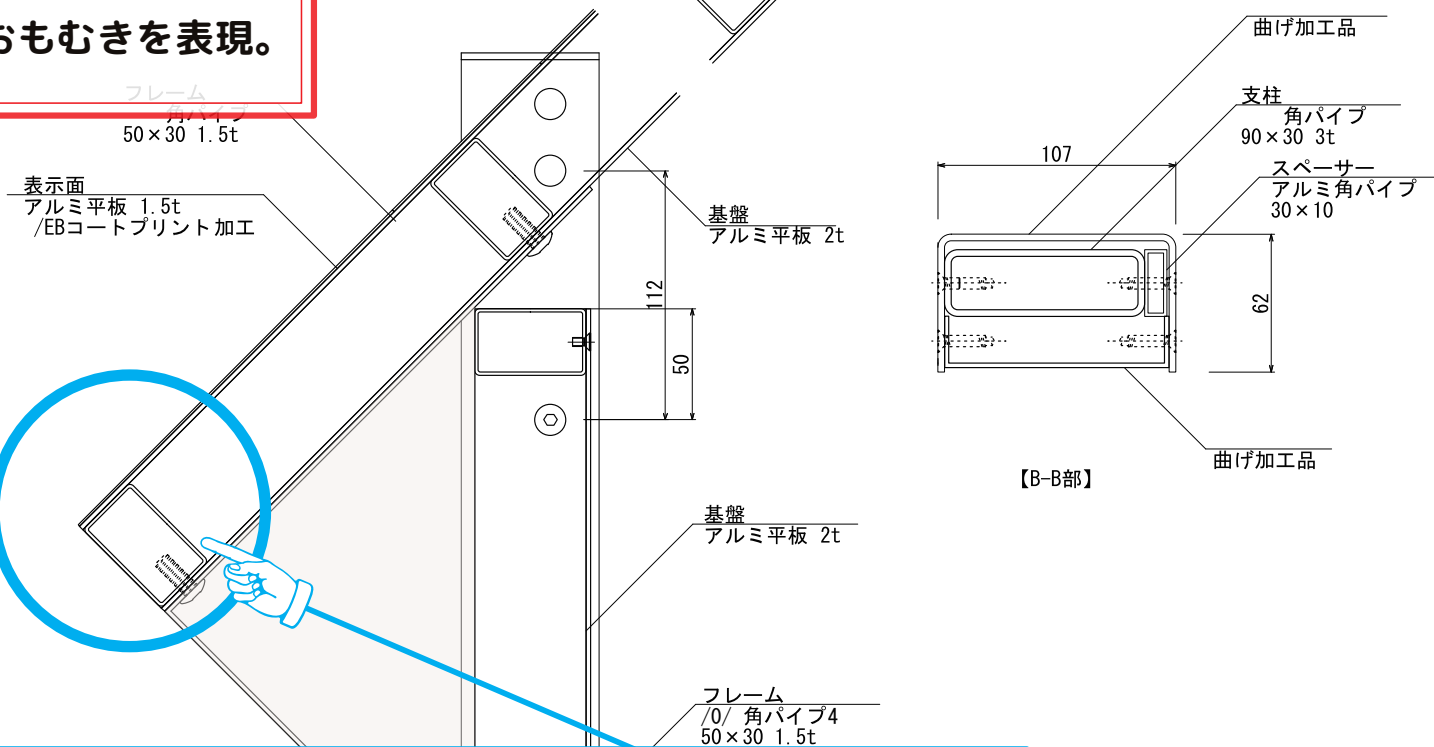 おもむきを表現。
フレーム
角パイプ
50×30 1.5t
表示面
アルミ平板 1.5t
/EBコートプリント加工
基盤
アルミ平板 2t
112
50
基盤
アルミ平板 2t
フレーム
/0/ 角パイプ4
50×30 1.5t
曲げ加工品
支柱
角パイプ
90×30 3t
スペーサー
アルミ角パイプ
30×10
107
62
曲げ加工品
【B-B部】